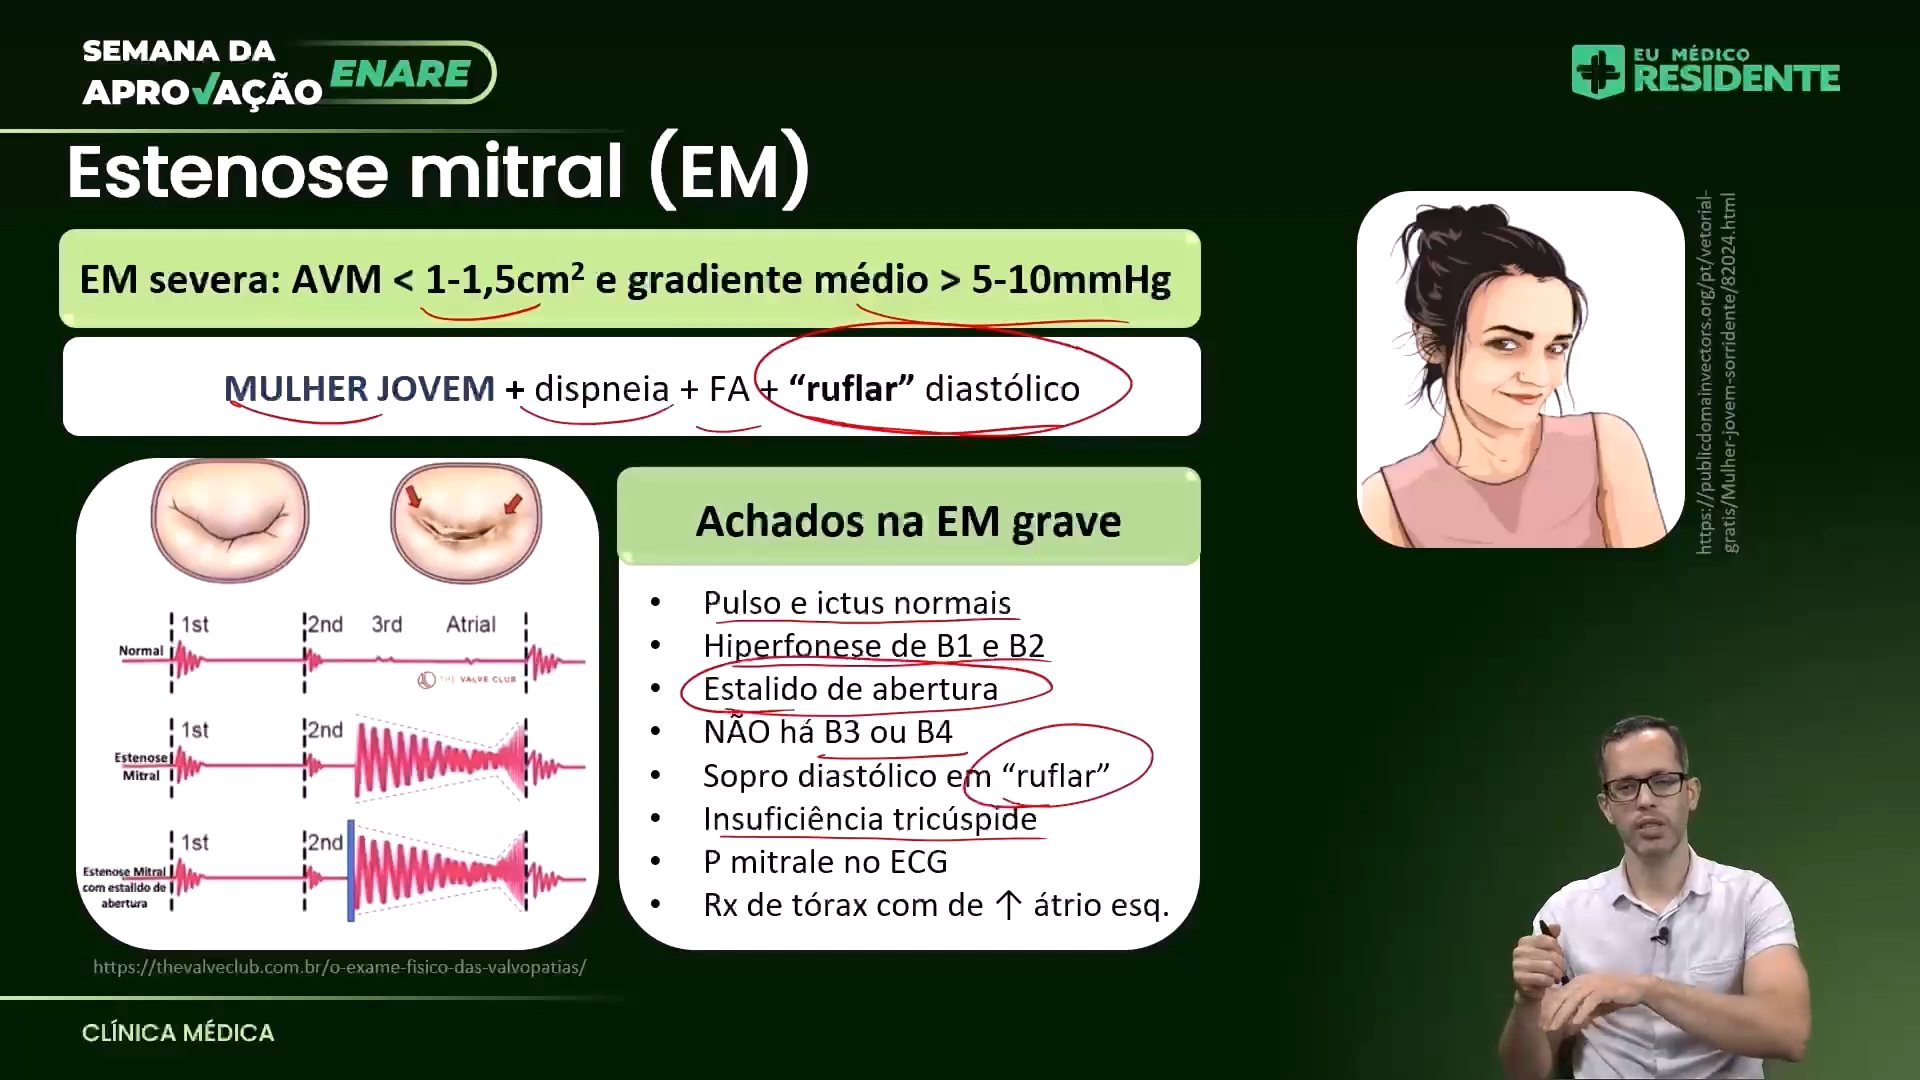 SEMANA DA
APROVAÇÃO ENARE
EU MÉDICO
RESIDENTE
Estenose mitral (EM)
EM severa: AVM < 1-1,5cm² e gradiente médio > 5-10mmHg
MULHER JOVEM + dispneia + FA + “ruflar” diastólico
https://publicdomainvectors.org/pt/vetorial-
gratis/Mulher-jovem-sorridente/82024.html
1st 2nd 3rd Atrial
Normal
THE VALVE CLUB
1st 2nd
Estenose
Mitral
1st 2nd
Estenose Mitral
com estalido de
abertura
https://thevalveclub.com.br/o-exame-fisico-das-valvopatias/
Achados na EM grave
• Pulso e ictus normais
• Hiperfonese de B1 e B2
• Estalido de abertura
• NÃO há B3 ou B4
• Sopro diastólico em “ruflar”
• Insuficiência tricúspide
• P mitrale no ECG
• Rx de tórax com de ↑ átrio esq.
CLÍNICA MÉDICA